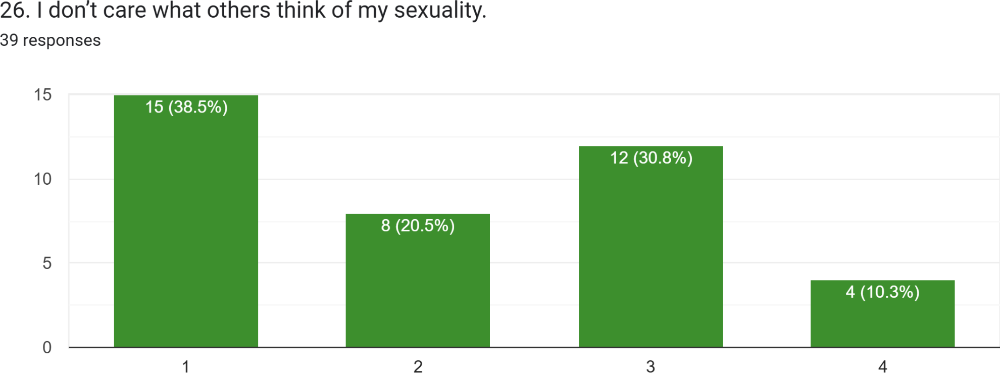 26. I don’t care what others think of my sexuality.
39 responses
15
15 (38.5%)
12 (30.8%)
10
8 (20.5%)
5
4 (10.3%)
0
1 2 3 4